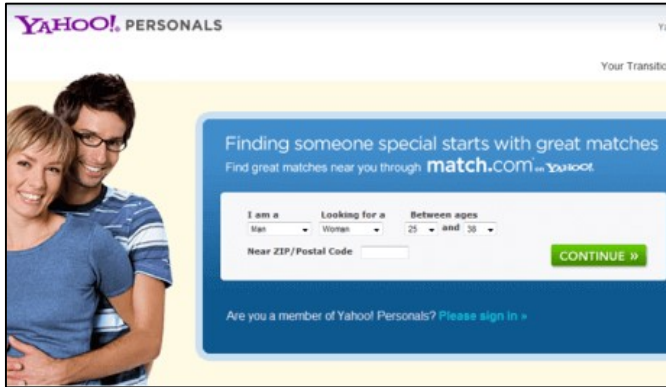 YAHOO! PERSONALS
Your
Finding someone special starts with great matches
Find great matches near you through match.com on YAHOO!
I am a Looking for a Between ages
Man Woman 25 and 38
Near ZIP/Postal Code
CONTINUE »
Are you a member of Yahoo! Personals? Please sign in »